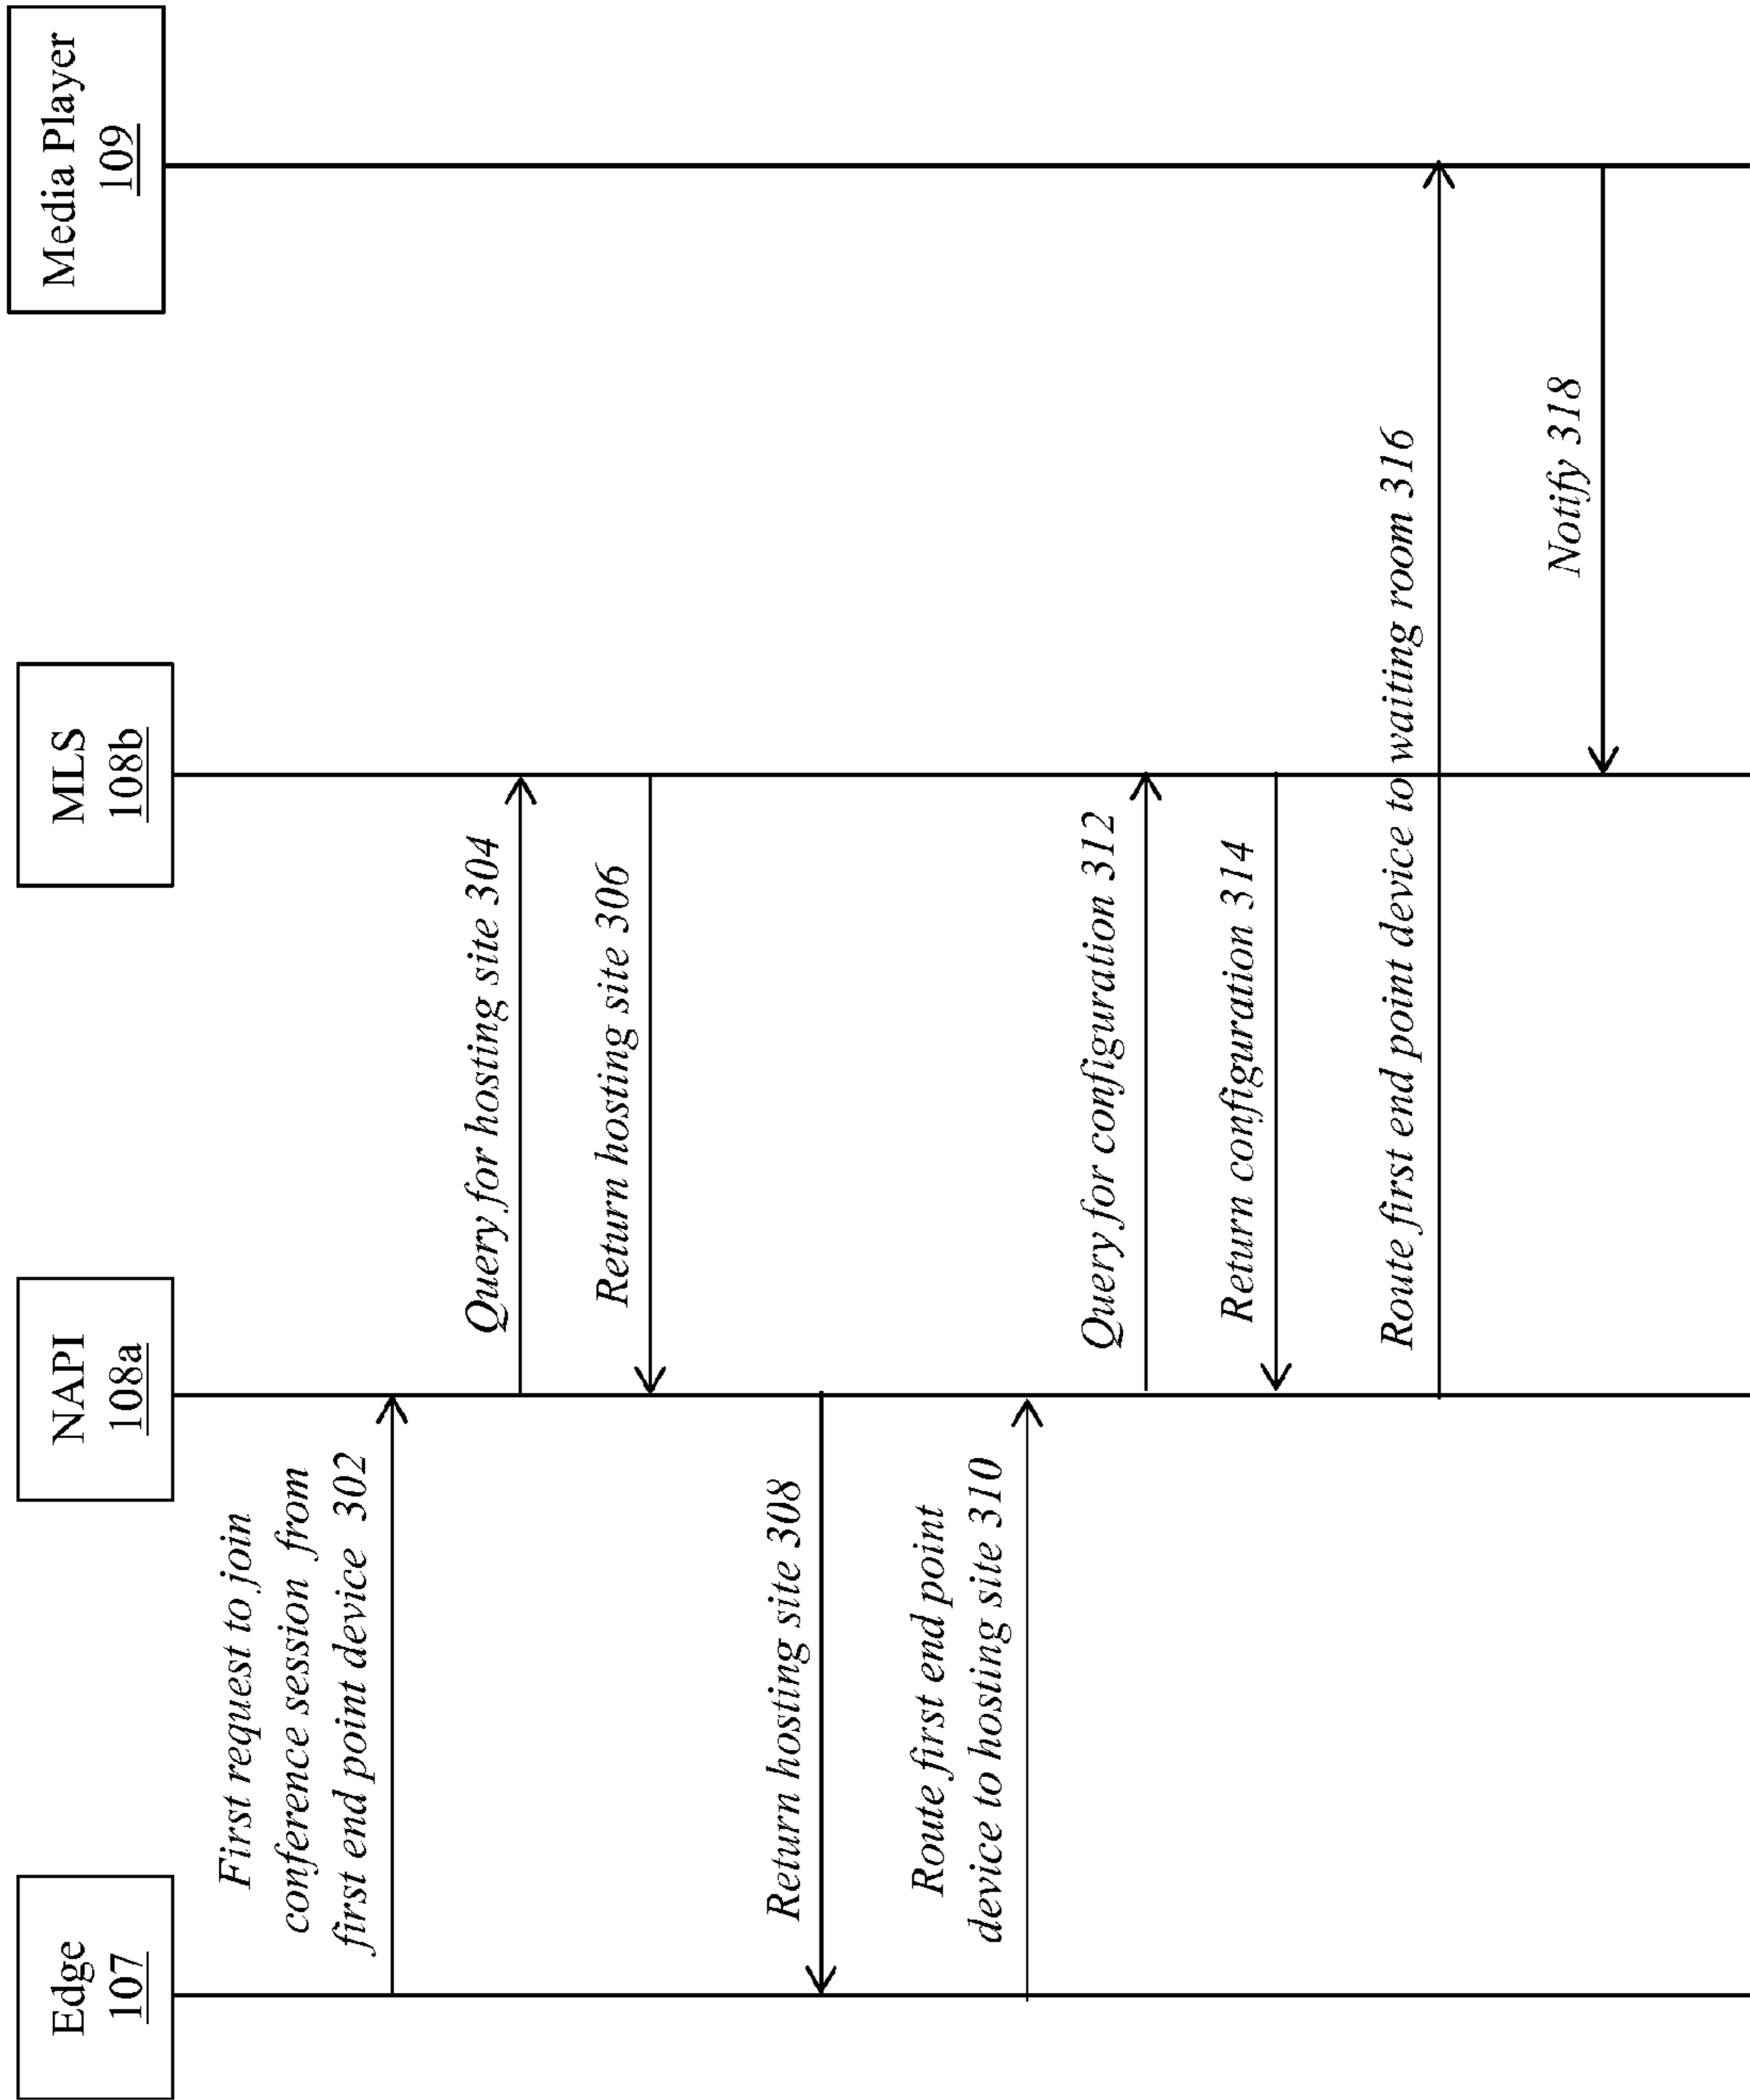 Edge
107
NAPI
108a
MLS
108b
Media Player
109
First request to join
conference session from
first end point device 302
Query for hosting site 304
Return hosting site 306
Return hosting site 308
Route first end point
device to hosting site 310
Query for configuration 312
Return configuration 314
Route first end point device to waiting room 316
Notify 318